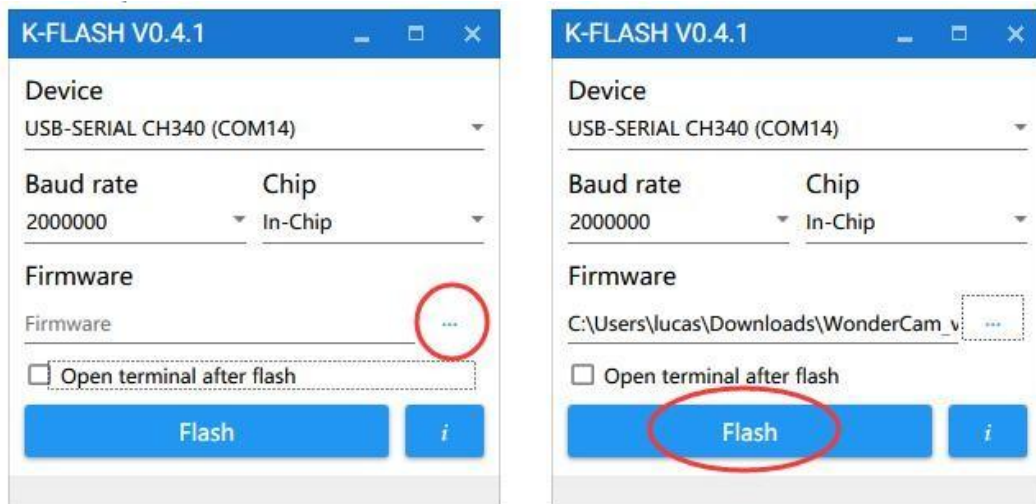 K-FLASH V0.4.1
Device
USB-SERIAL CH340 (COM14)
Baud rate
Chip
2000000
In-Chip
Firmware
Firmware
...
Open terminal after flash
Flash
i
K-FLASH V0.4.1
Device
USB-SERIAL CH340 (COM14)
Baud rate
Chip
2000000
In-Chip
Firmware
C:\Users\lucas\Downloads\WonderCam_v
...
Open terminal after flash
Flash
i